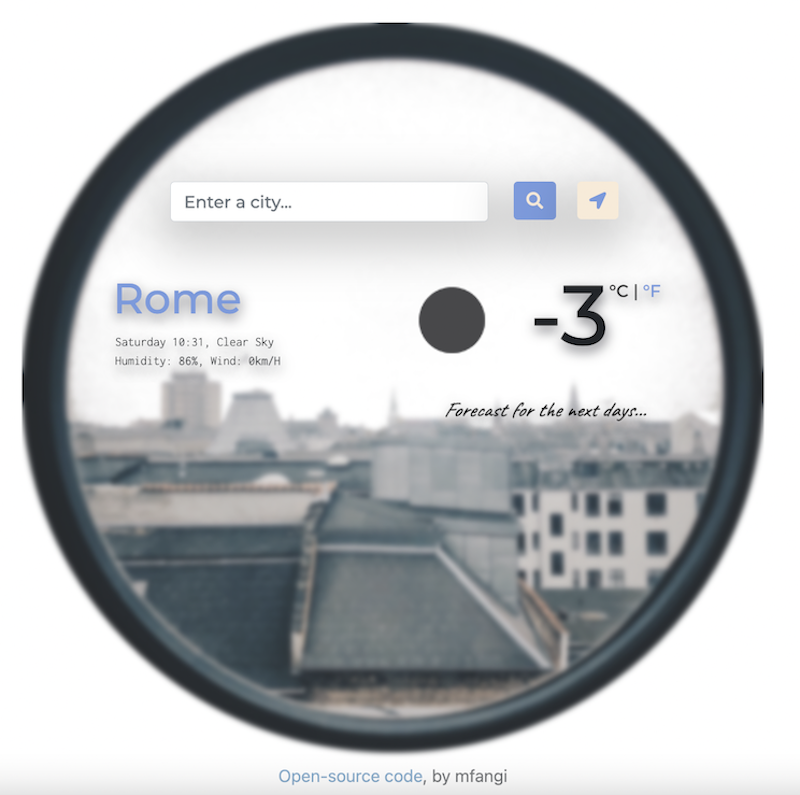 Enter a city...
Rome
-3 °C | °F
Saturday 10:31, Clear Sky
Humidity: 86%, Wind: 0km/H
Forecast for the next days...
Open-source code, by mfangi